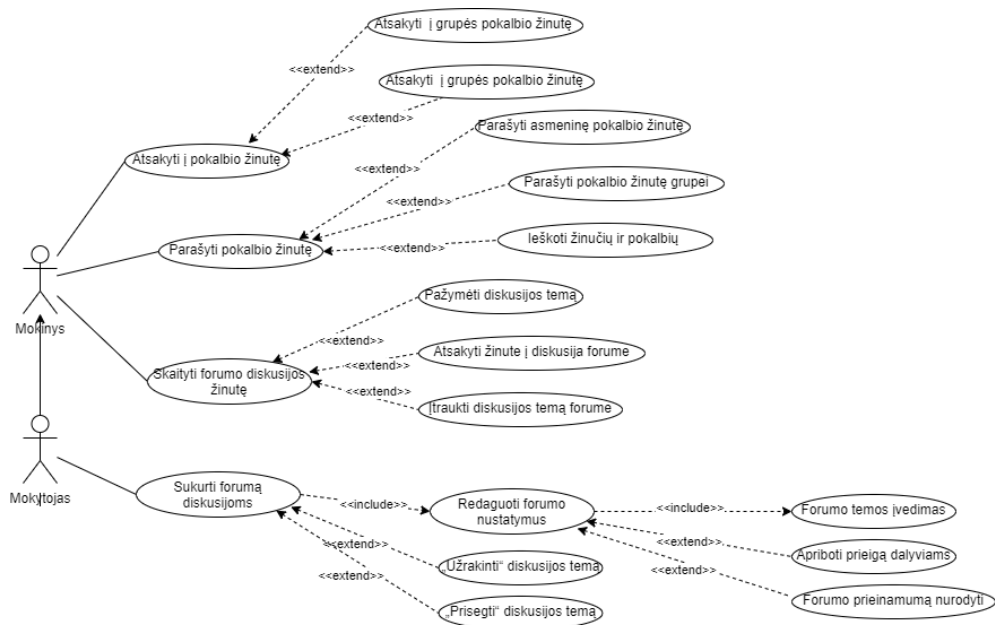 Atsakyti  į grupės pokalbio žinutę
<<extend>>
Atsakyti  į grupės pokalbio žinutę
<<extend>>
Parašyti asmeninę pokalbio žinutę
Atsakyti į pokalbio žinutę
<<extend>>
Parašyti pokalbio žinutę grupei
<<extend>>
Parašyti pokalbio žinutę
<<extend>>
Ieškoti žinučių ir pokalbių
Mokinys
Pažymėti diskusijos temą
<<extend>>
Atsakyti žinute į diskusija forume
<<extend>>
Skaityti forumo diskusijos
žinutę
<<extend>>
Įtraukti diskusijos temą forume
Mokytojas
Sukurti forumą
diskusijoms
<<include>>
Redaguoti forumo
nustatymus
<<include>>
Forumo temos įvedimas
<<extend>>
Apriboti prieigą dalyviams
<<extend>>
„Užrakinti“ diskusijos temą
<<extend>>
Forumo prieinamumą nurodyti
<<extend>>
„Prisegti“ diskusijos temą